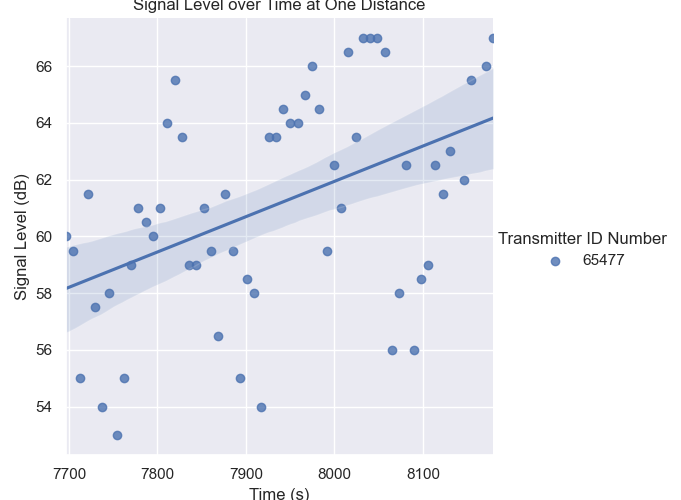 Signal Level over Time at One Distance
Signal Level (dB)
66
64
62
60
58
56
54
7700 7800 7900 8000 8100
Time (s)
Transmitter ID Number
65477